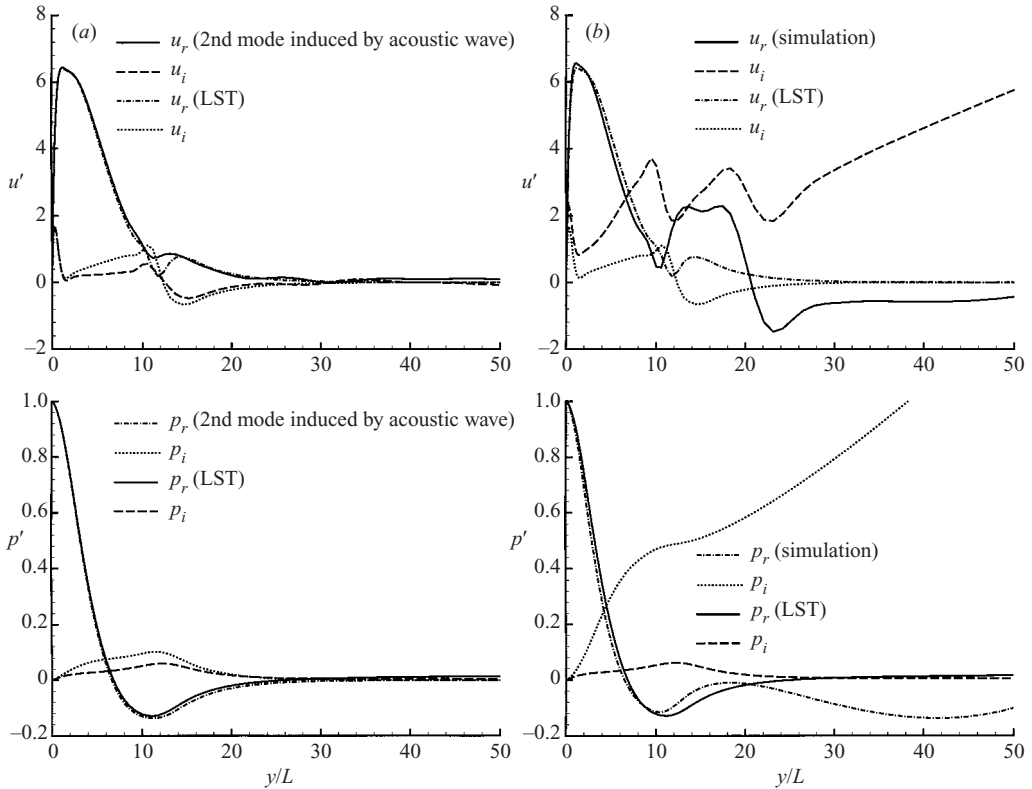 (a)
u_r (2nd mode induced by acoustic wave)
u_i
u_r (LST)
u_i
8
6
4
u′
2
0
–2
0 10 20 30 40 50
(b)
u_r (simulation)
u_i
u_r (LST)
u_i
8
6
4
u′
2
0
–2
0 10 20 30 40 50
p_r (2nd mode induced by acoustic wave)
p_i
p_r (LST)
p_i
1.0
0.8
0.6
p′
0.4
0.2
0
–0.2
0 10 20 30 40 50
y/L
p_r (simulation)
p_i
p_r (LST)
p_i
1.0
0.8
0.6
p′
0.4
0.2
0
–0.2
0 10 20 30 40 50
y/L